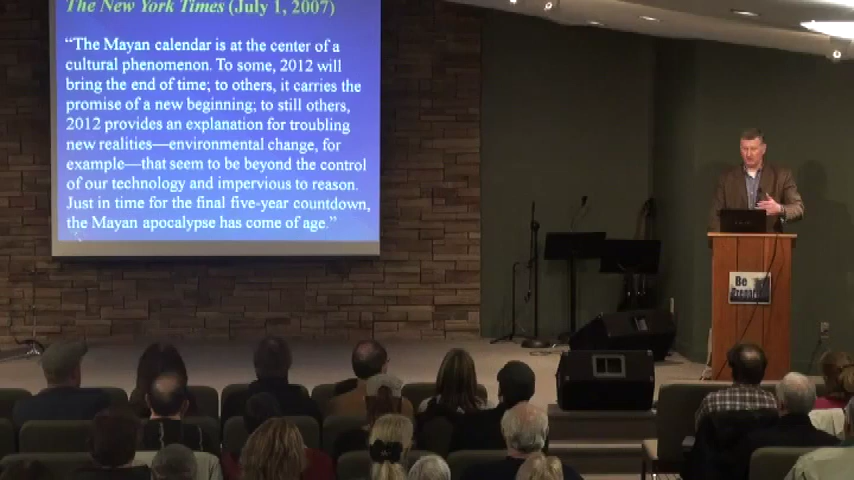 The New York Times (July 1, 2007)
“The Mayan calendar is at the center of a
cultural phenomenon. To some, 2012 will
bring the end of time; to others, it carries the
promise of a new beginning; to still others,
2012 provides an explanation for troubling
new realities—environmental change, for
example—that seem to be beyond the control
of our technology and impervious to reason.
Just in time for the final five-year countdown,
the Mayan apocalypse has come of age.”
Be